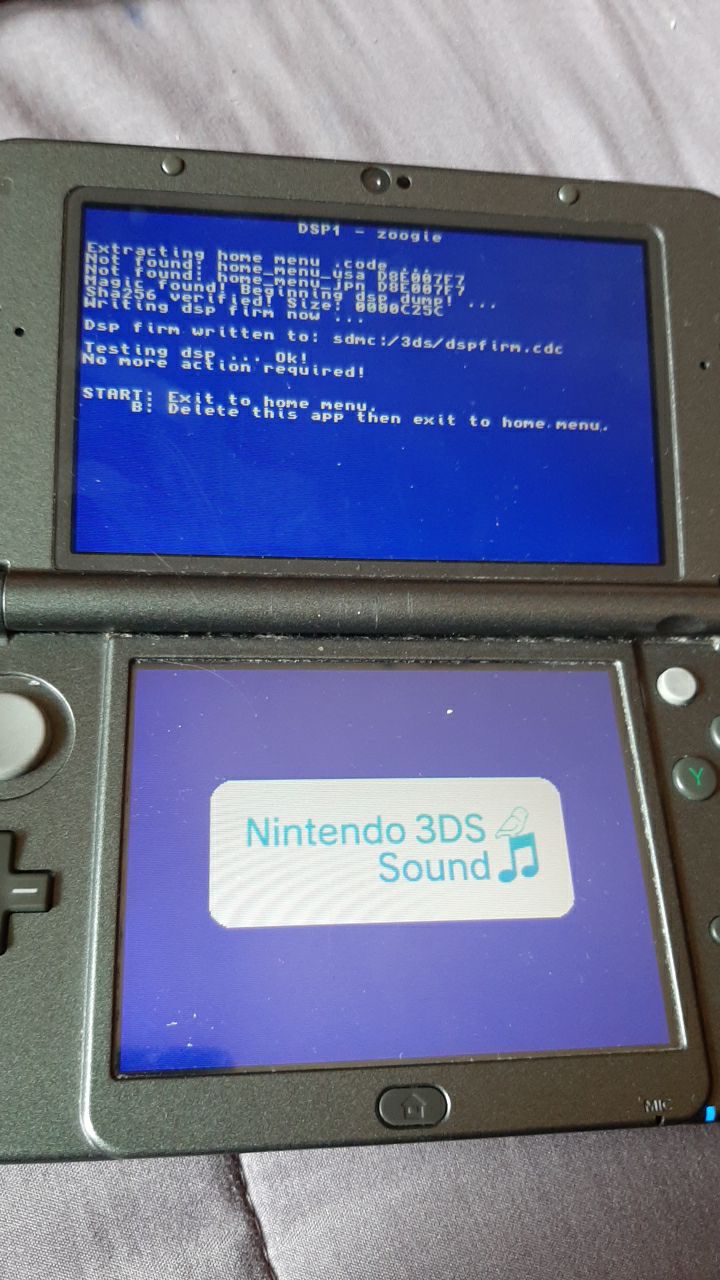 DSP1 - zoogle
Extracting home menu .code ...
Not found: home_menu_usa D8E007F7
Not found: home_menu_jpn D8E007F7
Magic found! Beginning dsp dump! ...
Sha256 verified! Size: 0000C25C
Writing dsp firm now ...
Dsp firm written to: sdmc:/3ds/dspfirm.cdc
Testing dsp ... Ok!
No more action required!
START: Exit to home menu.
B: Delete this app then exit to home menu.
Y
Nintendo 3DS
Sound
MIC